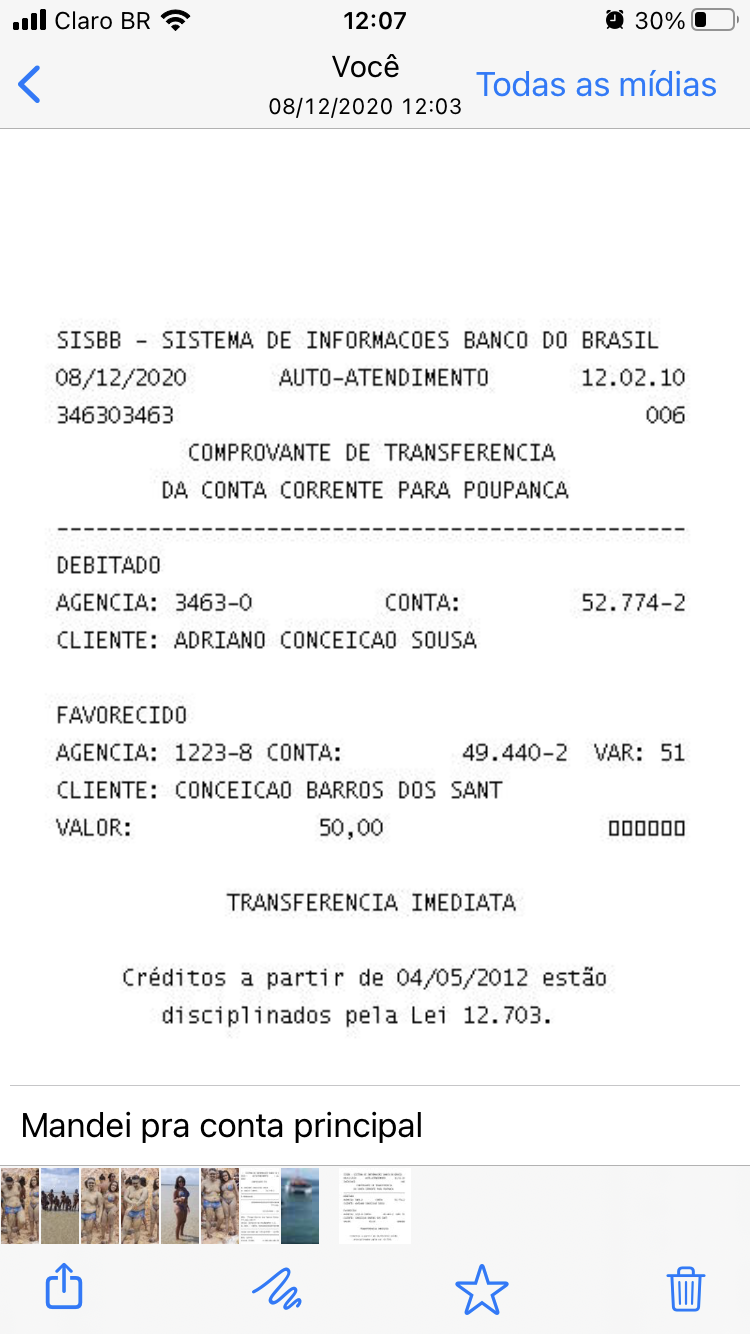 Claro BR
12:07
30%
Você
08/12/2020 12:03
Todas as mídias
SISBB - SISTEMA DE INFORMACOES BANCO DO BRASIL
08/12/2020 AUTO-ATENDIMENTO 12.02.10
346303463 006
COMPROVANTE DE TRANSFERENCIA
DA CONTA CORRENTE PARA POUPANCA
------------------------------------------------
DEBITADO
AGENCIA: 3463-0 CONTA: 52.774-2
CLIENTE: ADRIANO CONCEICAO SOUSA
FAVORECIDO
AGENCIA: 1223-8 CONTA: 49.440-2 VAR: 51
CLIENTE: CONCEICAO BARROS DOS SANT
VALOR: 50,00
TRANSFERENCIA IMEDIATA
Créditos a partir de 04/05/2012 estão
disciplinados pela Lei 12.703.
Mandei pra conta principal